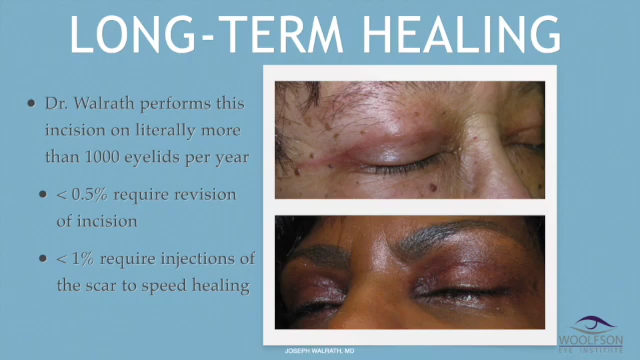 LONG-TERM HEALING
• Dr. Walrath performs this
incision on literally more
than 1000 eyelids per year
• < 0.5% require revision
of incision
• < 1% require injections of
the scar to speed healing
JOSEPH WALRATH, MD
WOOLFSON
EYE INSTITUTE